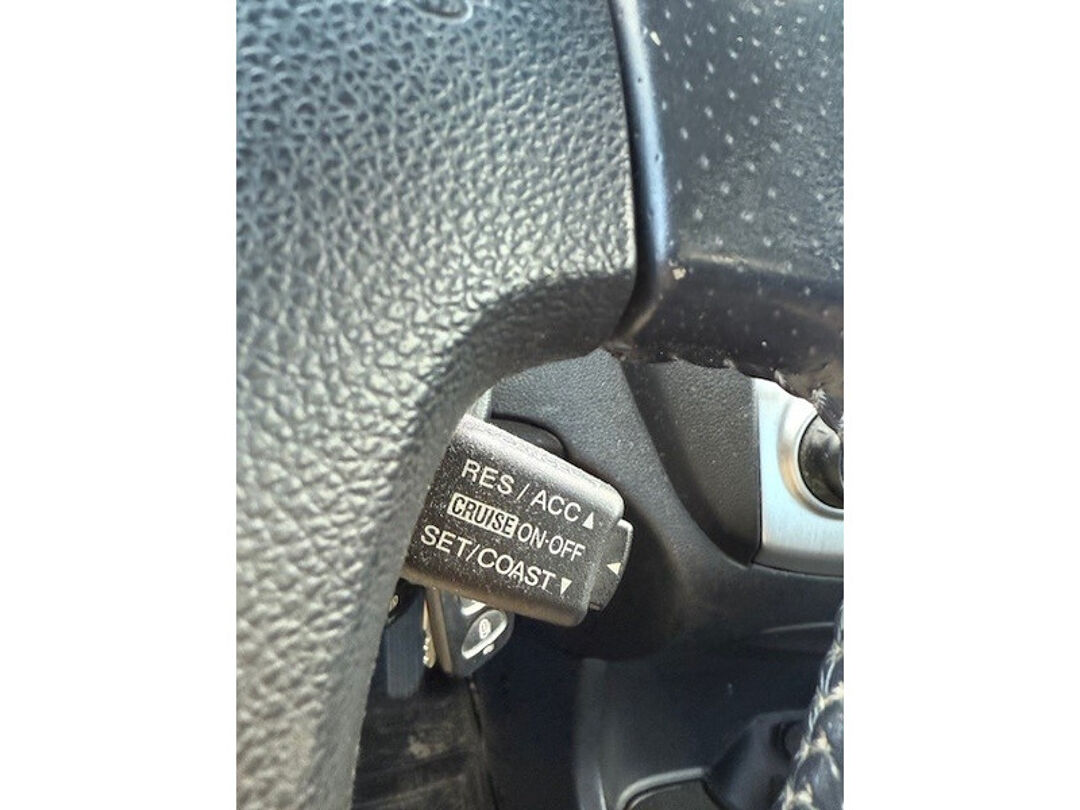 RES/ACC▲
CRUISE ON·OFF
SET/COAST▼